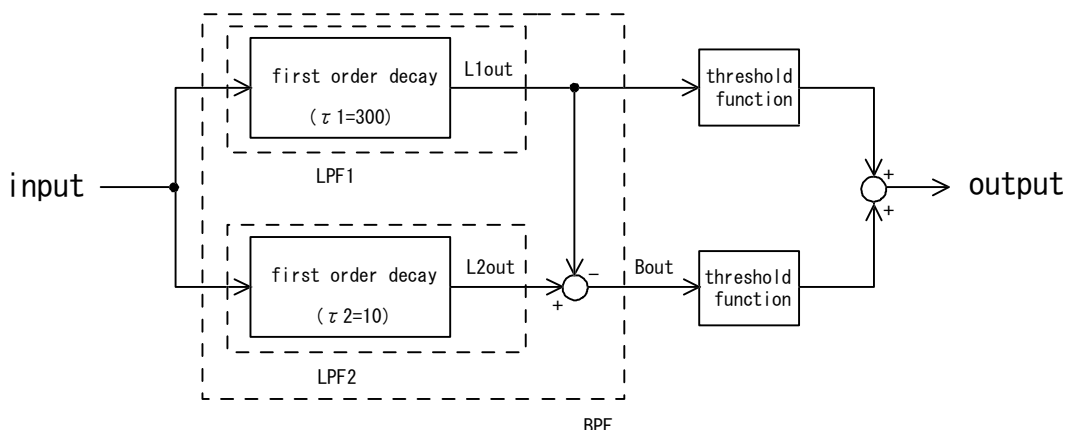 first order decay
(τ1=300)
L1out
threshold
function
LPF1
input
+
output
+
first order decay
(τ2=10)
L2out
−
+
Bout
threshold
function
LPF2
BPF